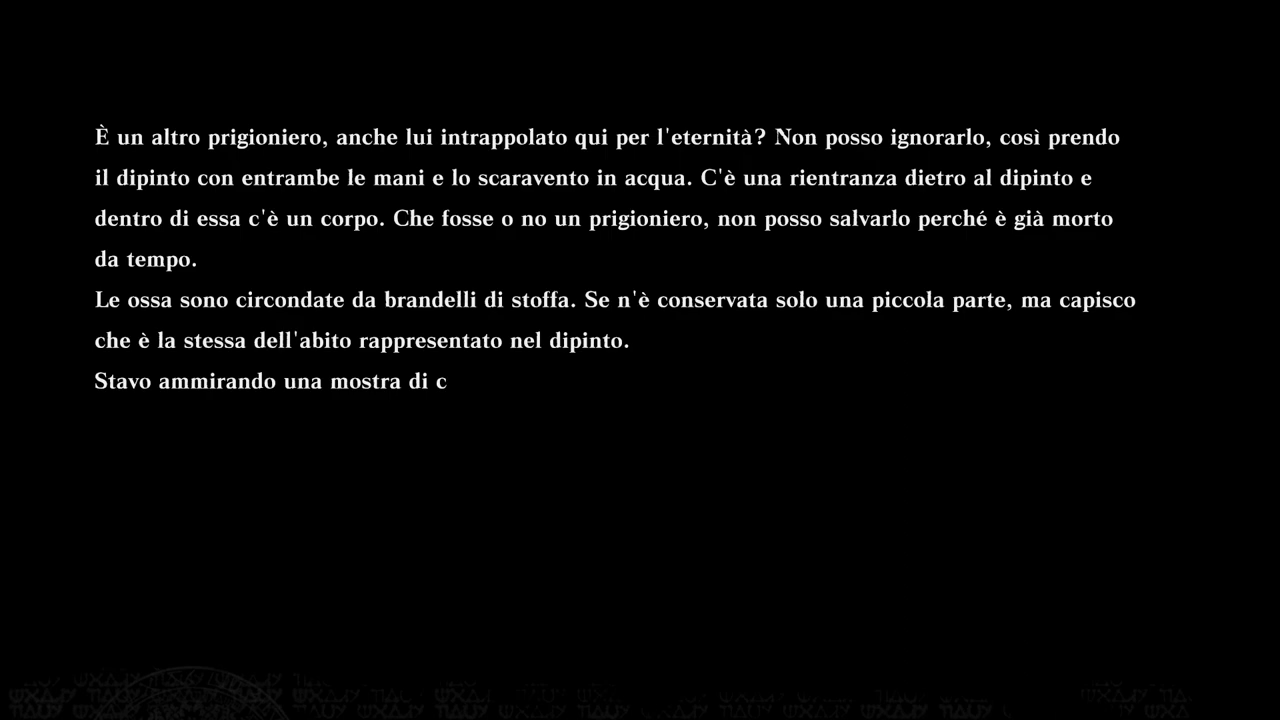 È un altro prigioniero, anche lui intrappolato qui per l'eternità? Non posso ignorarlo, così prendo
il dipinto con entrambe le mani e lo scaravento in acqua. C'è una rientranza dietro al dipinto e
dentro di essa c'è un corpo. Che fosse o no un prigioniero, non posso salvarlo perché è già morto
da tempo.
Le ossa sono circondate da brandelli di stoffa. Se n'è conservata solo una piccola parte, ma capisco
che è la stessa dell'abito rappresentato nel dipinto.
Stavo ammirando una mostra di c